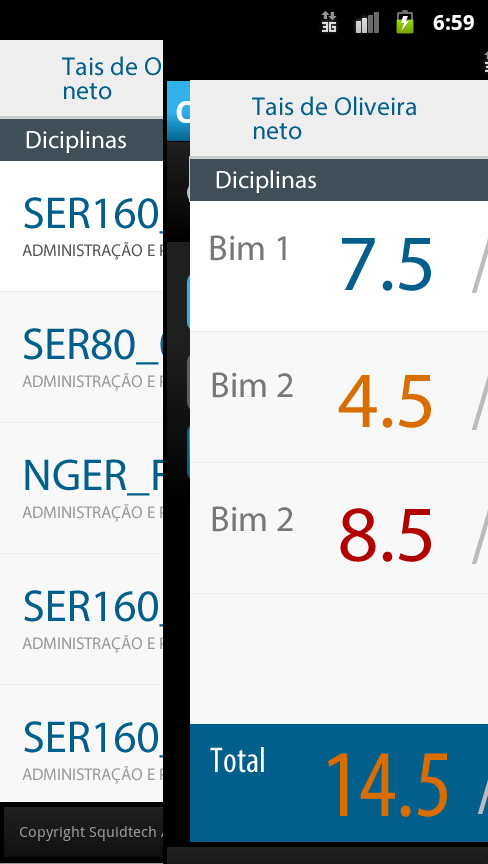 3G
6:59
Tais de O
neto
Diciplinas
SER160_
ADMINISTRAÇÃO E
SER80_
ADMINISTRAÇÃO E
NGER_
ADMINISTRAÇÃO E
SER160_
ADMINISTRAÇÃO E
SER160_
ADMINISTRAÇÃO E
Copyright Squidtech
Tais de Oliveira
neto
Diciplinas
Bim 1 7.5 /
Bim 2 4.5 /
Bim 2 8.5 /
Total 14.5 /